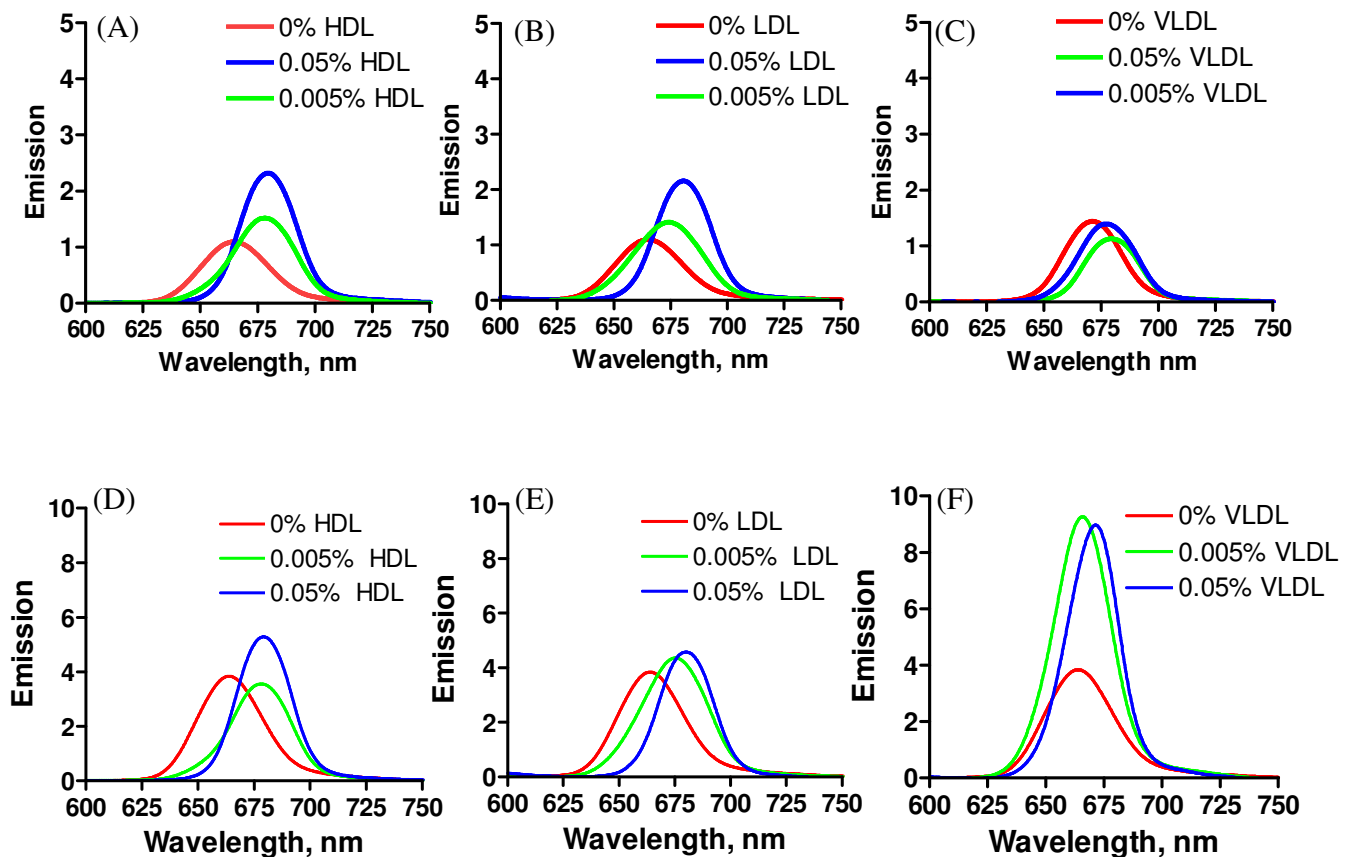 (A)
0% HDL
0.05% HDL
0.005% HDL
Emission
5
4
3
2
1
0
600 625 650 675 700 725 750
Wavelength, nm
(B)
0% LDL
0.05% LDL
0.005% LDL
Emission
5
4
3
2
1
0
600 625 650 675 700 725 750
Wavelength, nm
(C)
0% VLDL
0.05% VLDL
0.005% VLDL
Emission
5
4
3
2
1
0
600 625 650 675 700 725 750
Wavelength nm
(D)
0% HDL
0.005% HDL
0.05% HDL
Emission
10
8
6
4
2
0
600 625 650 675 700 725 750
Wavelength, nm
(E)
0% LDL
0.005% LDL
0.05% LDL
Emission
10
8
6
4
2
0
600 625 650 675 700 725 750
Wavelength, nm
(F)
0% VLDL
0.005% VLDL
0.05% VLDL
Emission
10
8
6
4
2
0
600 625 650 675 700 725 750
Wavelength, nm